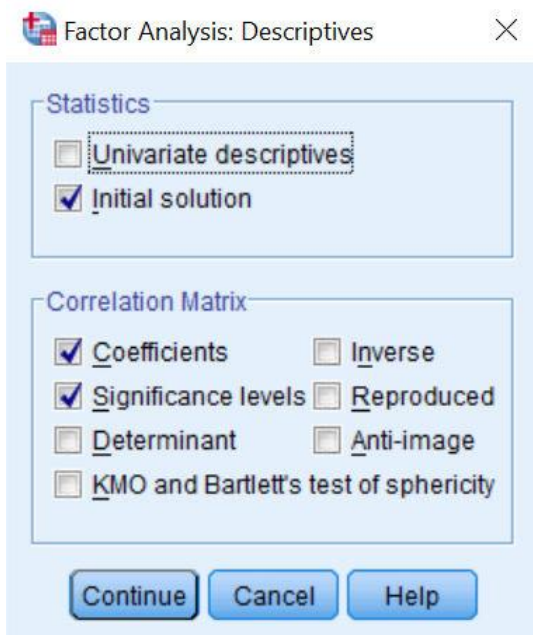 Factor Analysis: Descriptives
Statistics
Univariate descriptives
Initial solution
Correlation Matrix
Coefficients Inverse
Significance levels Reproduced
Determinant Anti-image
KMO and Bartlett's test of sphericity
Continue Cancel Help